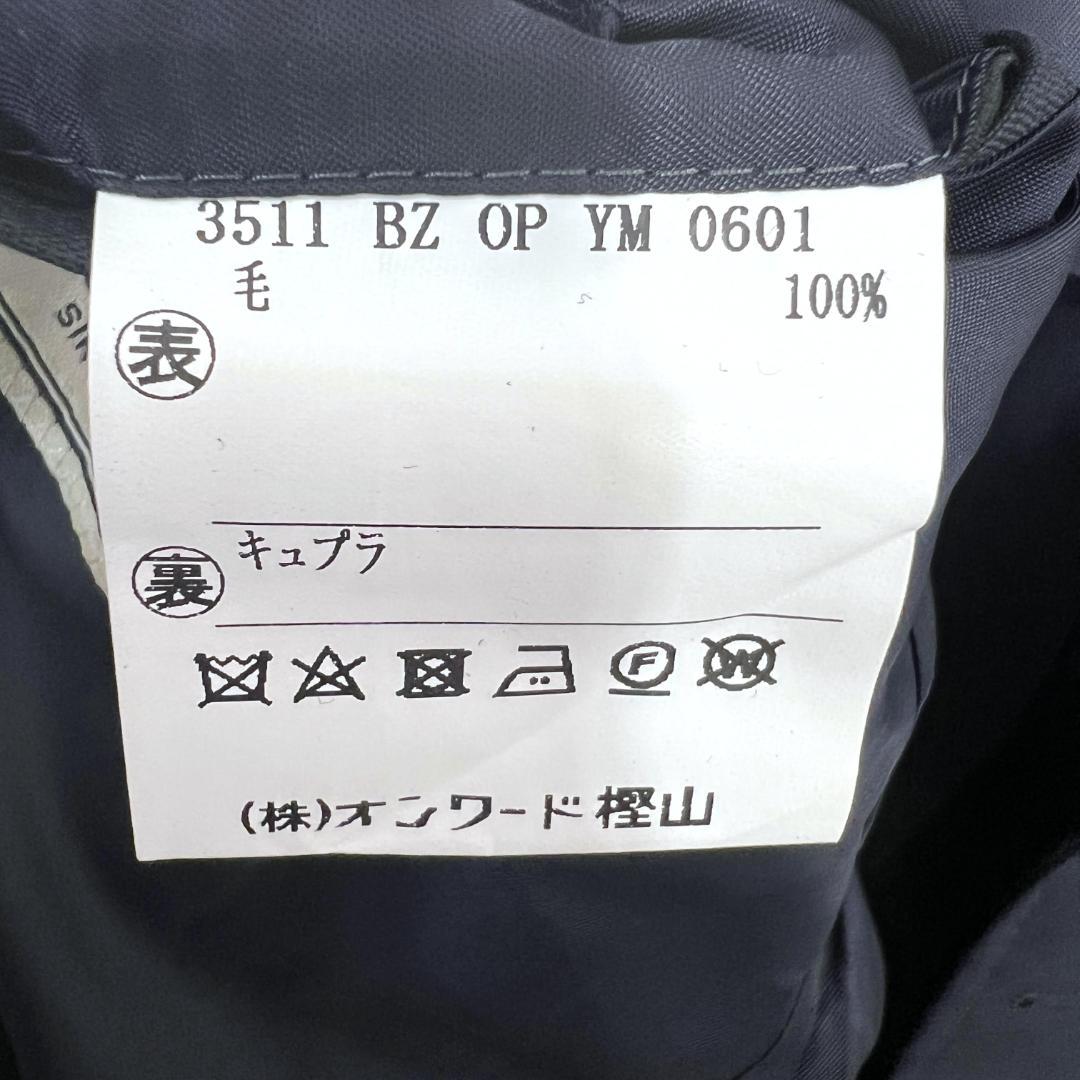 3511 BZ OP YM 0601
毛 100%
表
キュプラ
裏
F W
(株)オンワード樫山